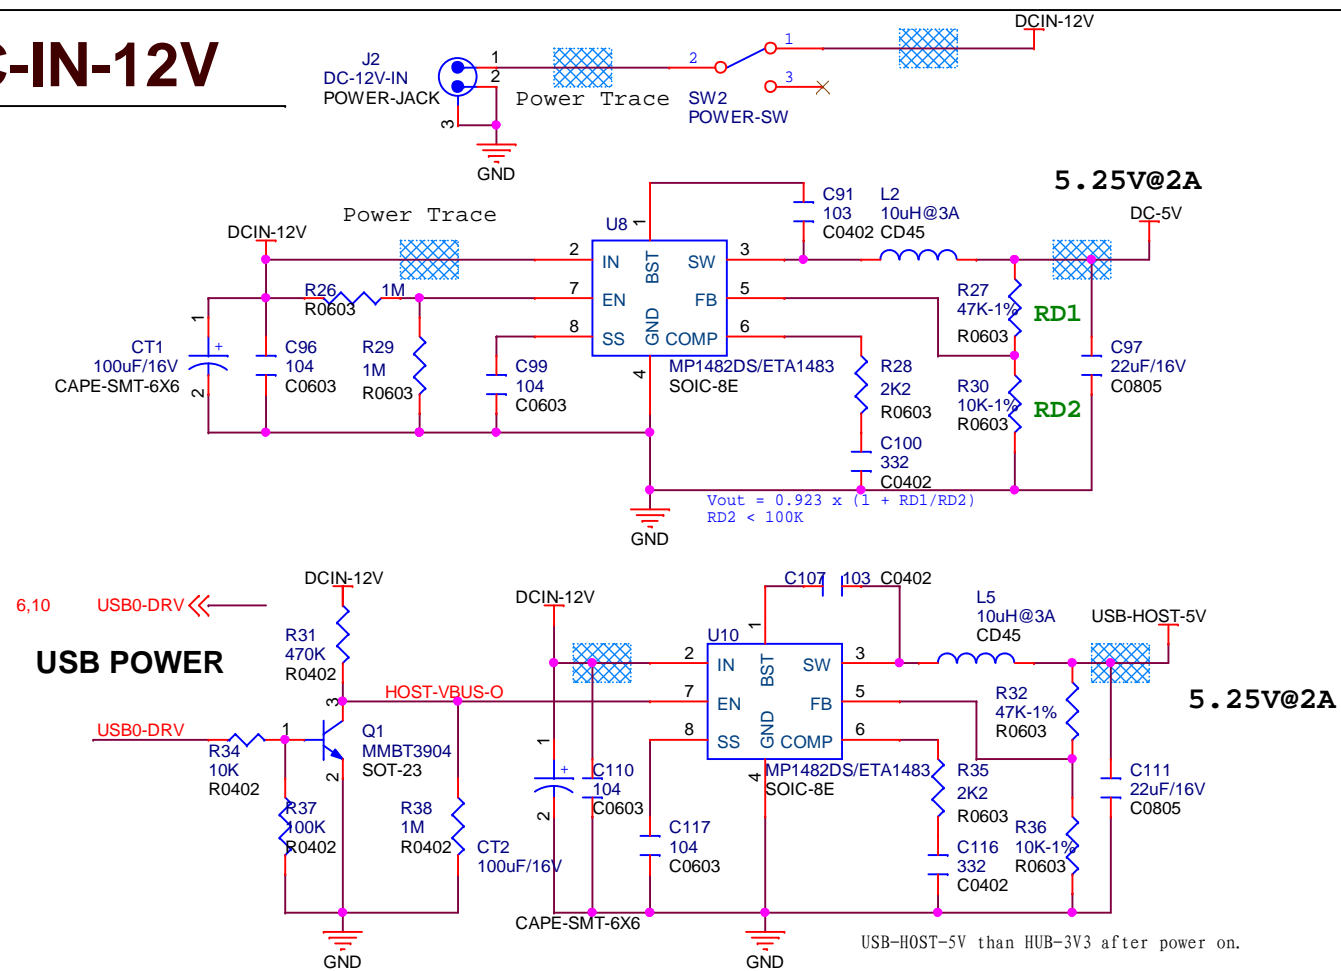 C-IN-12V
DCIN-12V
J2
DC-12V-IN
POWER-JACK
1
2
3
Power Trace
2
1
3
SW2
POWER-SW
GND
5.25V@2A
Power Trace
DCIN-12V
U8
1
C91
103
C0402
L2
10uH@3A
CD45
DC-5V
2
IN
BST
SW
3
R26
1M
R0603
7
EN
FB
5
8
SS
GND
COMP
6
4
MP1482DS/ETA1483
SOIC-8E
R27
47K-1%
R0603
RD1
1
+
2
CT1
100uF/16V
CAPE-SMT-6X6
C96
104
C0603
R29
1M
R0603
C99
104
C0603
R28
2K2
R0603
C97
22uF/16V
C0805
R30
10K-1%
R0603
RD2
C100
332
C0402
Vout = 0.923 x (1 + RD1/RD2)
RD2 < 100K
GND
6,10
USB0-DRV
USB POWER
DCIN-12V
R31
470K
R0402
DCIN-12V
C107
103
C0402
L5
10uH@3A
CD45
USB-HOST-5V
U10
1
2
IN
BST
SW
3
HOST-VBUS-O
7
EN
FB
5
8
SS
GND
COMP
6
4
MP1482DS/ETA1483
SOIC-8E
R32
47K-1%
R0603
5.25V@2A
USB0-DRV
R34
10K
R0402
1
3
2
Q1
MMBT3904
SOT-23
R37
100K
R0402
R38
1M
R0402
1
+
2
CT2
100uF/16V
CAPE-SMT-6X6
C110
104
C0603
C117
104
C0603
R35
2K2
R0603
C116
332
C0402
R36
10K-1%
R0603
C111
22uF/16V
C0805
GND
GND
USB-HOST-5V than HUB-3V3 after power on.